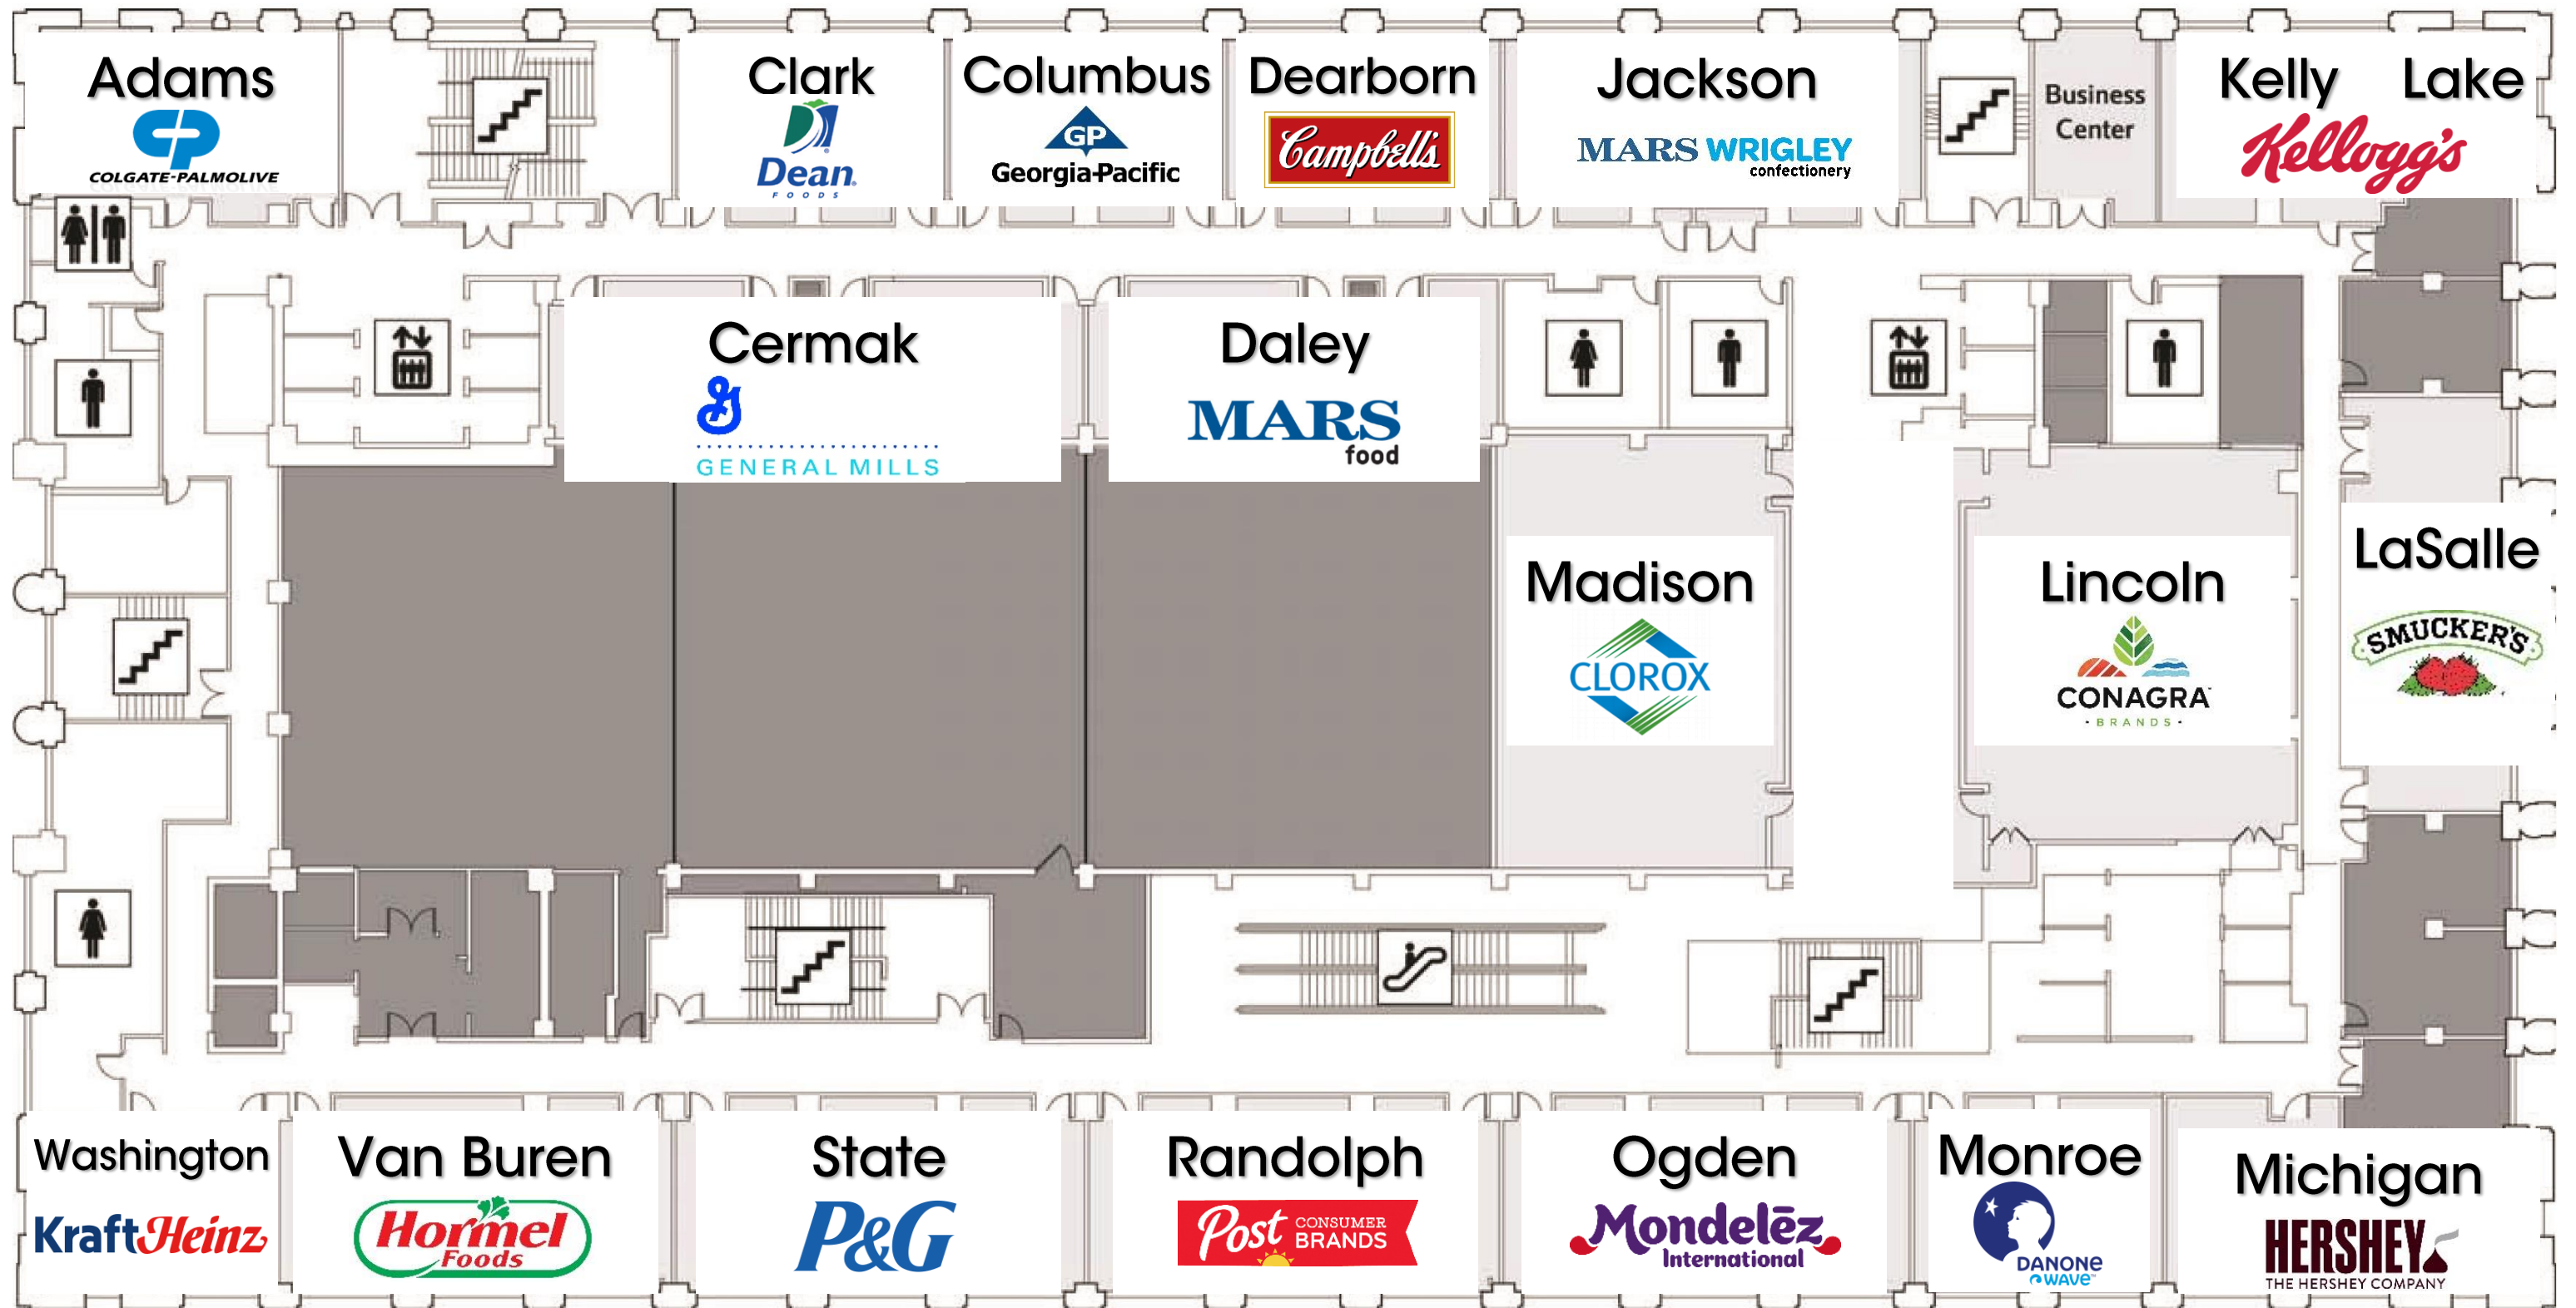 Adams
COLGATE-PALMOLIVE
Clark
Dean
FOODS
Columbus
GP
Georgia-Pacific
Dearborn
Campbell's
Jackson
MARS WRIGLEY
confectionery
Business
Center
Kelly Lake
Kellogg's
Cermak
G
GENERAL MILLS
Daley
MARS
food
Madison
CLOROX
Lincoln
CONAGRA
BRANDS
LaSalle
SMUCKER'S
Washington
KraftHeinz
Van Buren
Hormel
Foods
State
P&G
Randolph
Post CONSUMER
BRANDS
Ogden
Mondelēz
International
Monroe
DANONE
WAVE
Michigan
HERSHEY
THE HERSHEY COMPANY